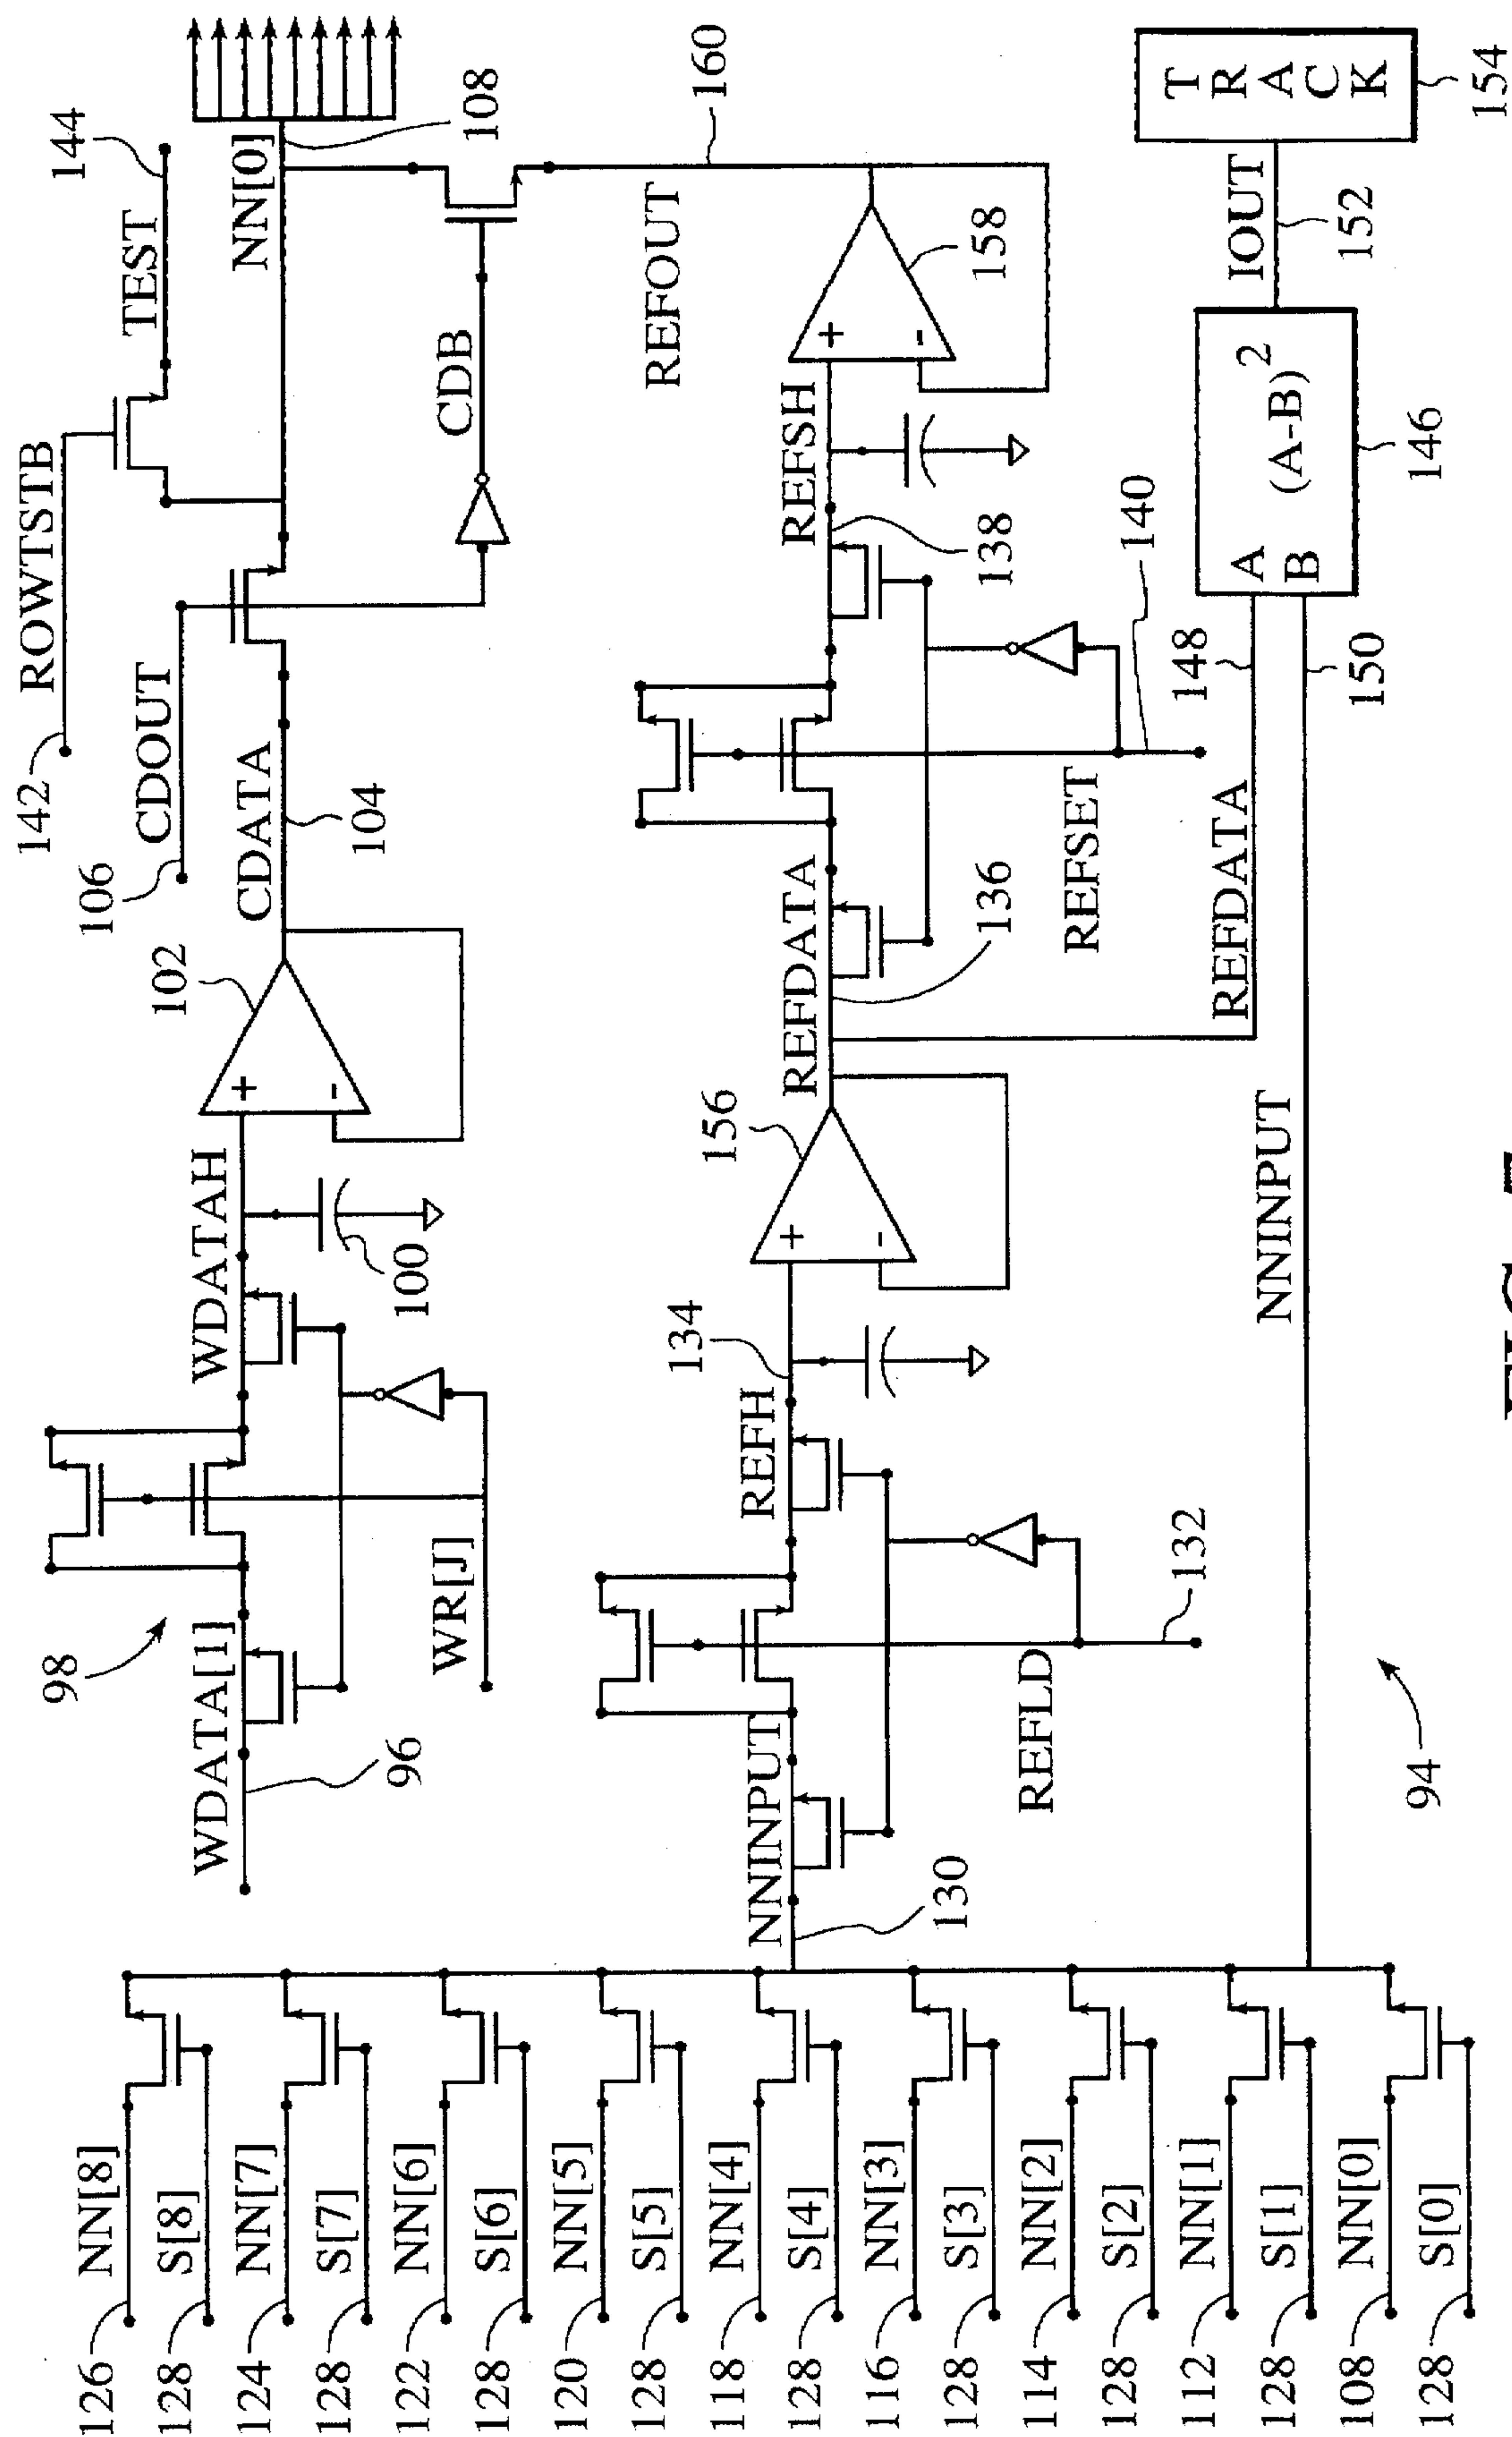 142
ROWTSTB
TEST
144
98
106
CDOUT
102
CDATA
104
NN[0]
108
WDATA[1]
96
WDATAH
100
+
-
WR[J]
CDB
REFOUT
160
126
NN[8]
128
S[8]
124
NN[7]
128
S[7]
122
NN[6]
128
S[6]
120
NN[5]
128
S[5]
118
NN[4]
128
S[4]
116
NN[3]
128
S[3]
114
NN[2]
128
S[2]
112
NN[1]
128
S[1]
108
NN[0]
128
S[0]
NNINPUT
130
REFH
134
156
+
-
REFLD
132
REFDATA
136
REFSH
138
+
-
158
REFSET
140
REFDATA
148
A
B
(A-B)2
146
150
NNINPUT
IOUT
152
TRACK
154
94